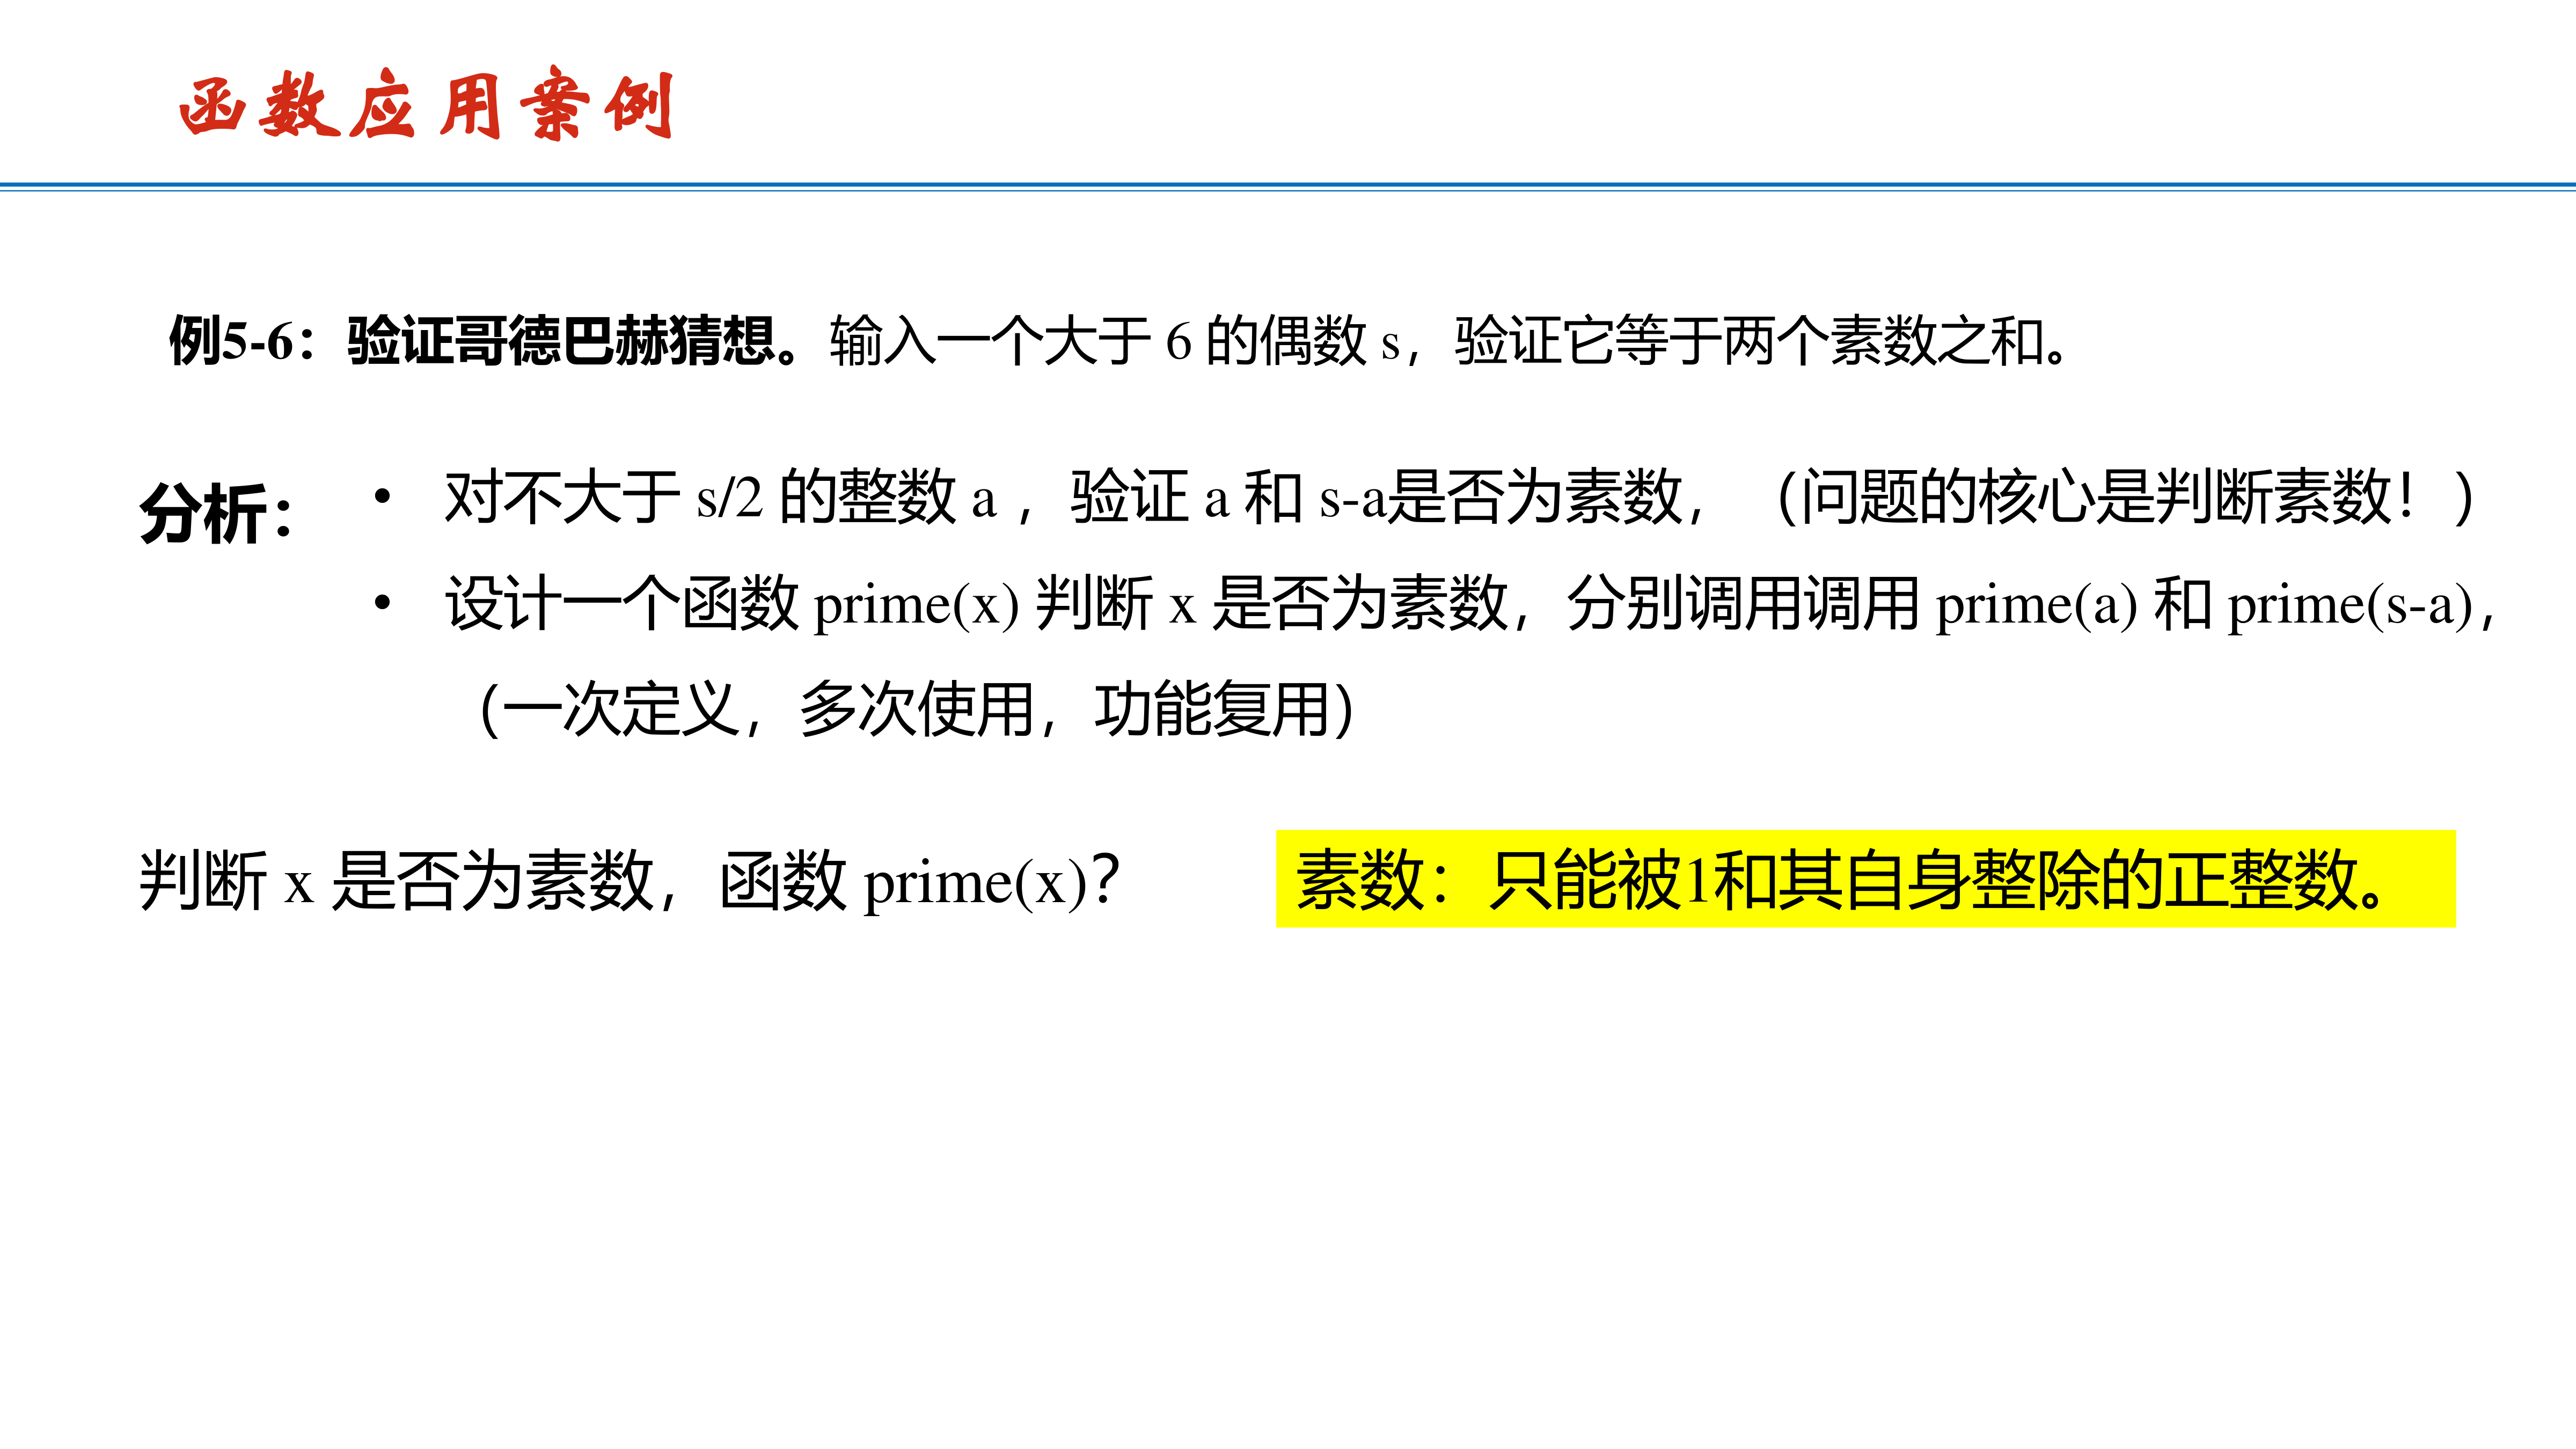 函数应用案例
例5-6：验证哥德巴赫猜想。输入一个大于 6 的偶数 s，验证它等于两个素数之和。
分析：
• 对不大于 s/2 的整数 a ，验证 a 和 s-a是否为素数，（问题的核心是判断素数！）
• 设计一个函数 prime(x) 判断 x 是否为素数，分别调用调用 prime(a) 和 prime(s-a)，
（一次定义，多次使用，功能复用）
判断 x 是否为素数，函数 prime(x)？
素数：只能被1和其自身整除的正整数。